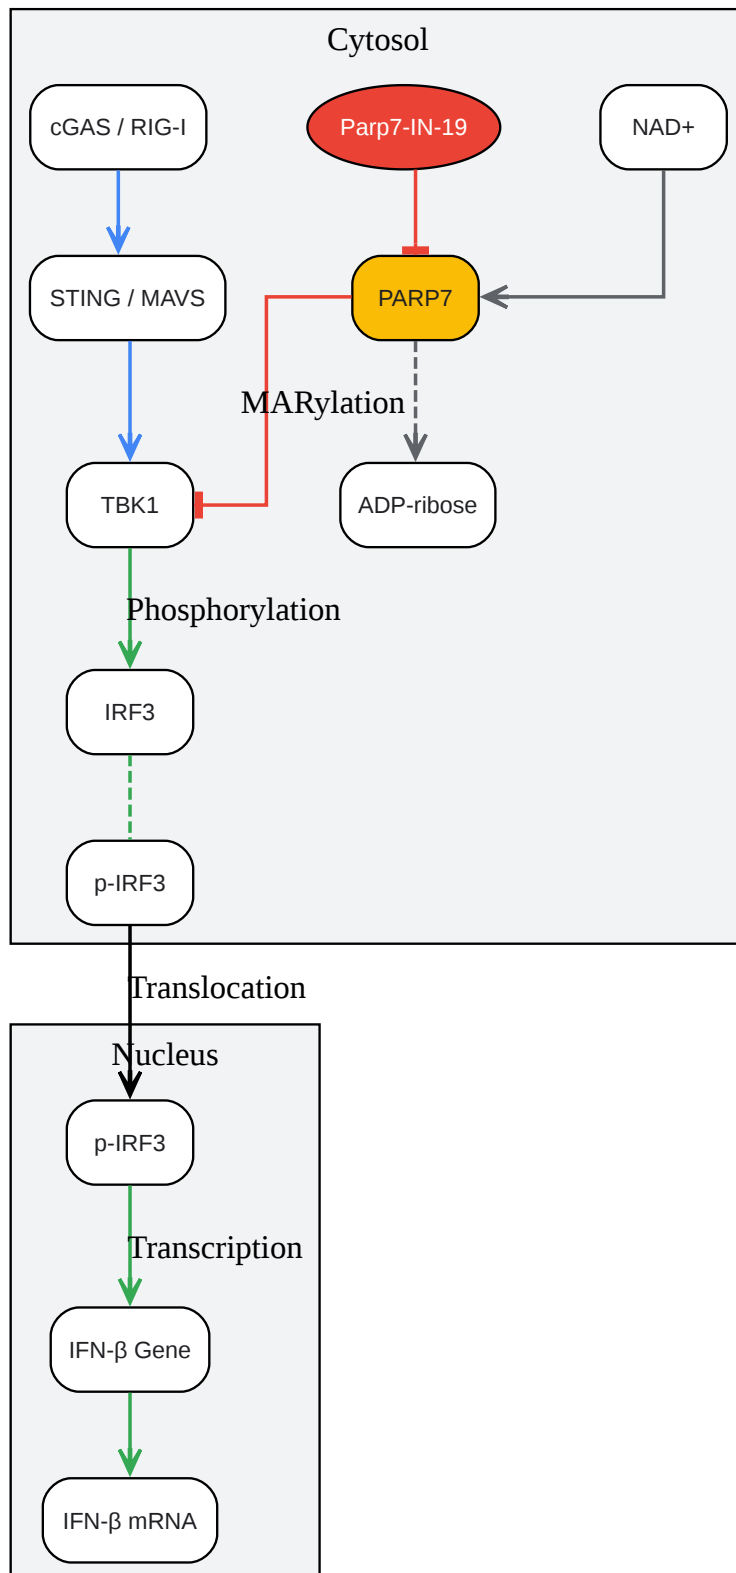 Cytosol
cGAS / RIG-I
Parp7-IN-19
NAD+
STING / MAVS
PARP7
MARylation
TBK1
ADP-ribose
Phosphorylation
IRF3
p-IRF3
Translocation
Nucleus
p-IRF3
Transcription
IFN-β Gene
IFN-β mRNA